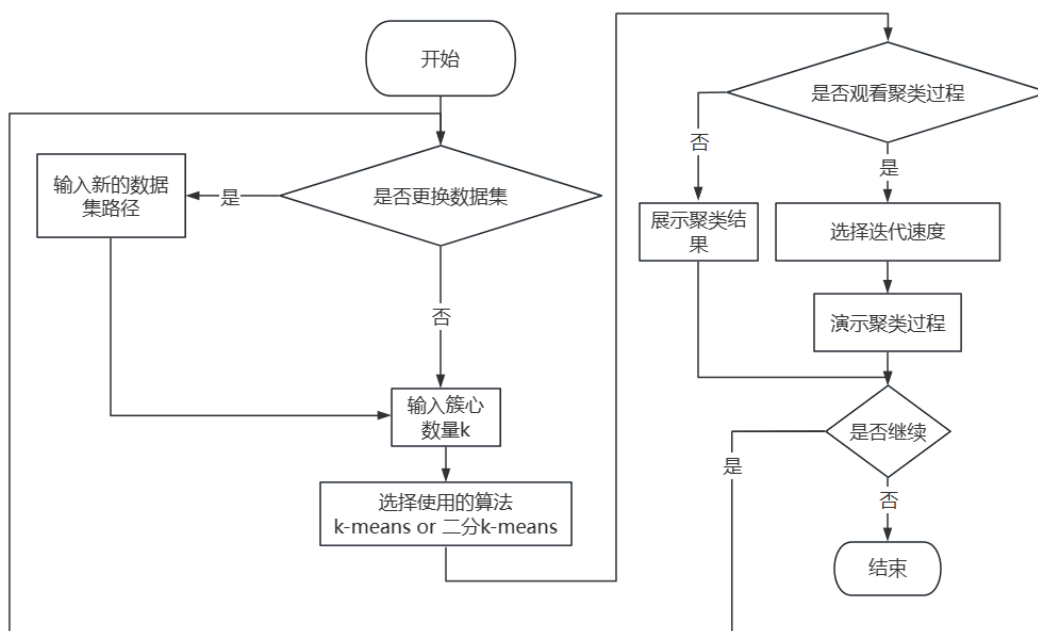 开始
是否更换数据集
是
输入新的数据
集路径
否
输入簇心
数量k
选择使用的算法
k-means or 二分k-means
是否观看聚类过程
否
是
展示聚类结
果
选择迭代速度
演示聚类过程
是否继续
是
否
结束